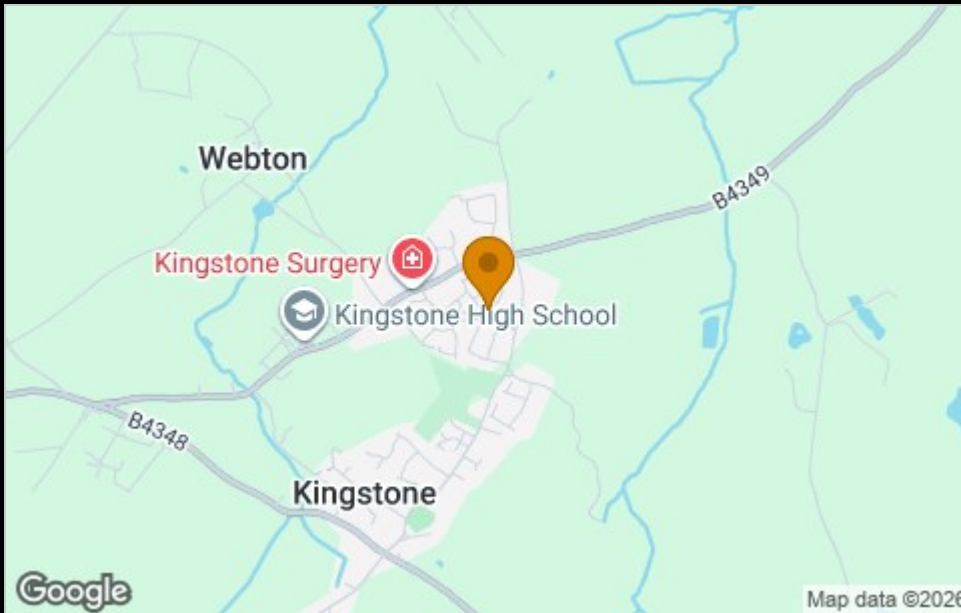 Webton
B4349
Kingstone Surgery
Kingstone High School
B4348
Kingstone
Google
Map data ©2026